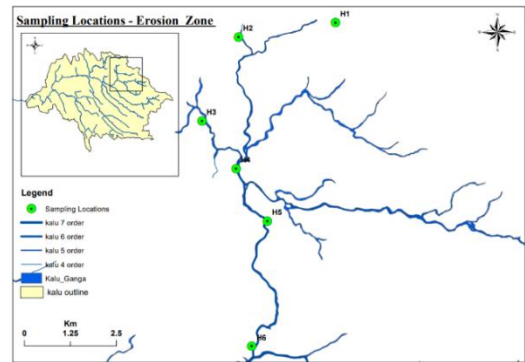 Sampling Locations - Erosion Zone
H1
H2
H3
H4
H5
H6
Legend
Sampling Locations
kalu 7 order
kalu 6 order
kalu 5 order
kalu 4 order
Kalu_Ganga
kalu outline
Km
0 1.25 2.5